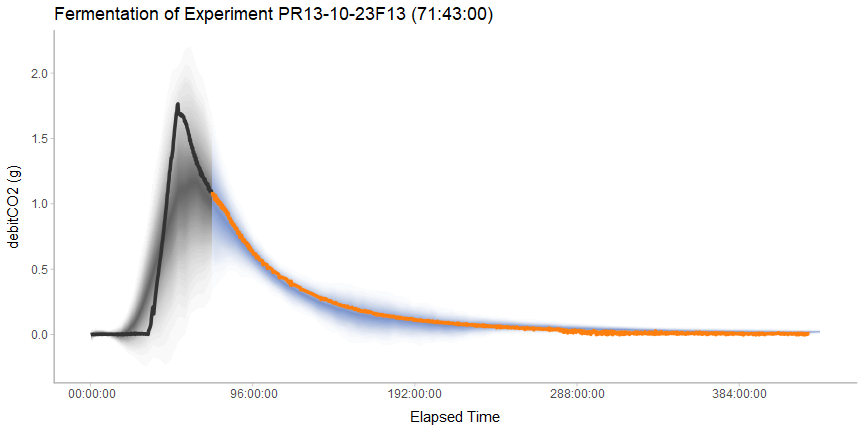 Fermentation of Experiment PR13-10-23F13 (71:43:00)
debitCO2 (g)
2.0
1.5
1.0
0.5
0.0
00:00:00 96:00:00 192:00:00 288:00:00 384:00:00
Elapsed Time